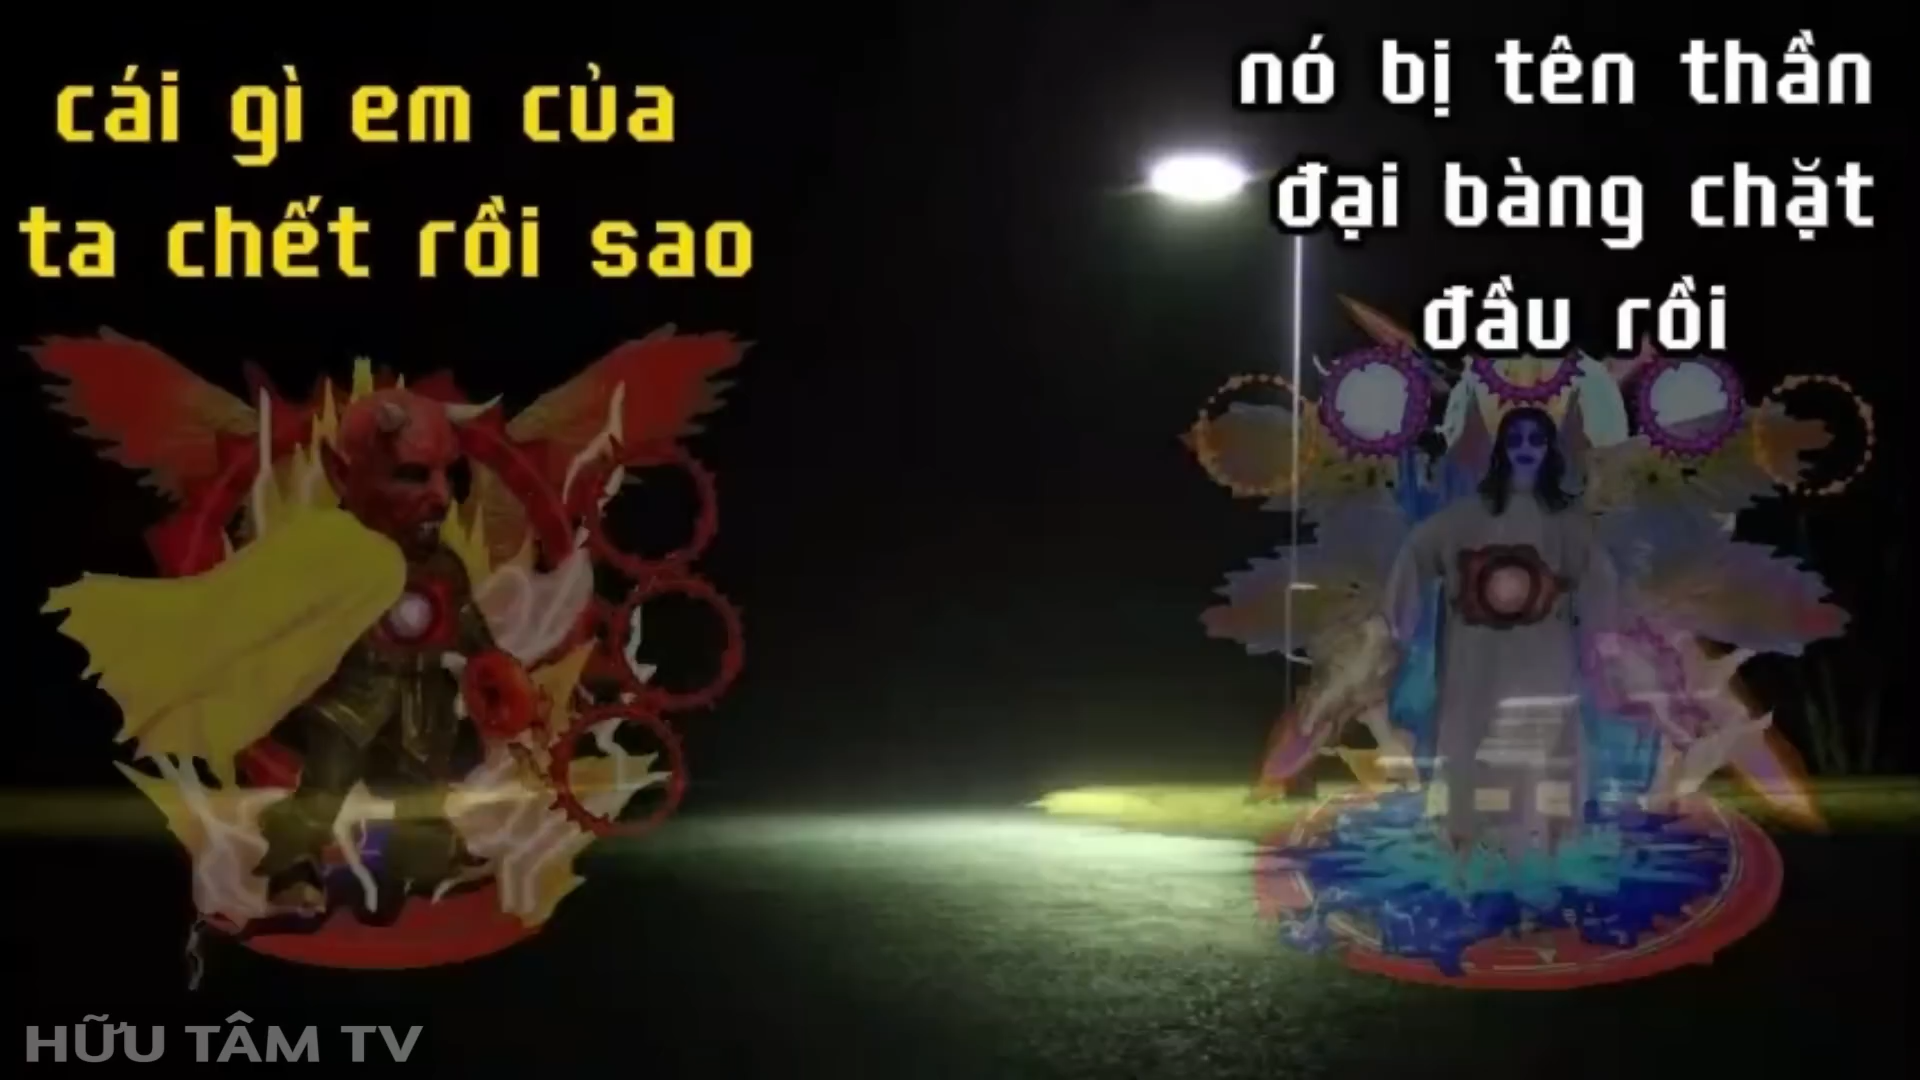 cái gì em của
ta chết rồi sao
nó bị tên thần
đại bàng chặt
đầu rồi
HỮU TÂM TV